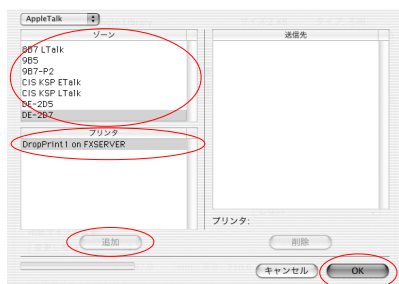 AppleTalk
ゾーン
8B7 LTalk
9B5
9B7-P2
CIS KSP ETalk
CIS KSP LTalk
DE-2D5
DE-2D7
プリンタ
DropPrint1 on FXSERVER
追加
送信先
プリンタ:
削除
キャンセル
OK